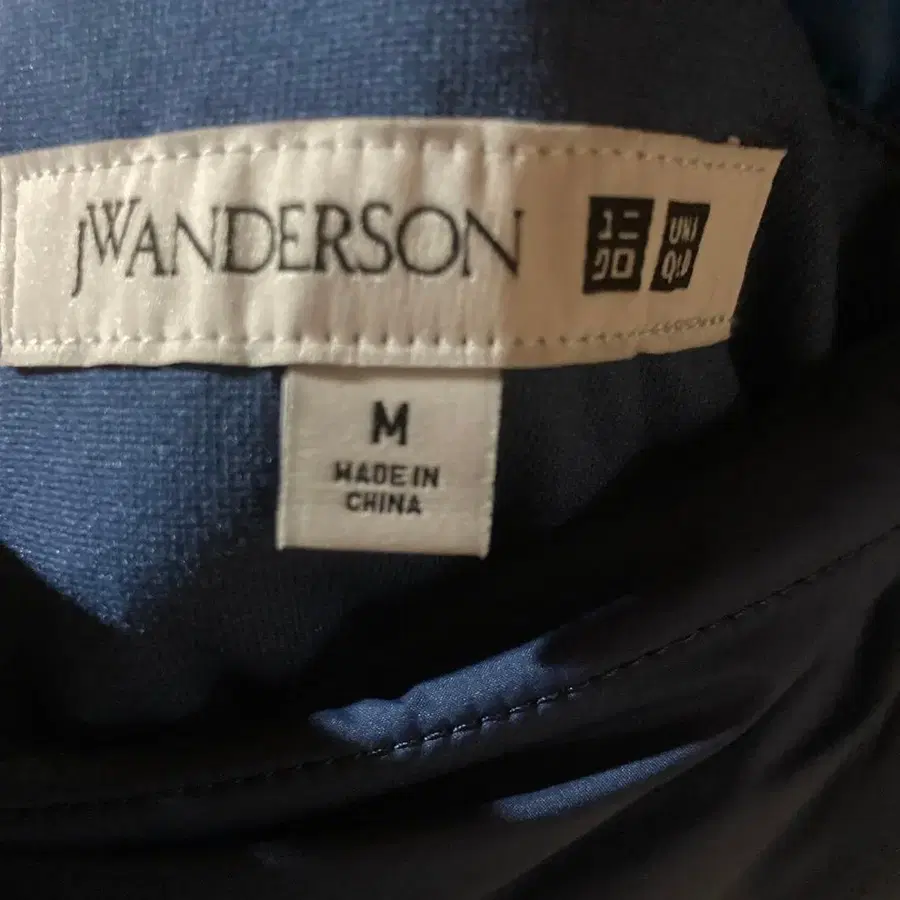 JWANDERSON
ユニ
クロ
UNI
QLO
M
MADE IN
CHINA